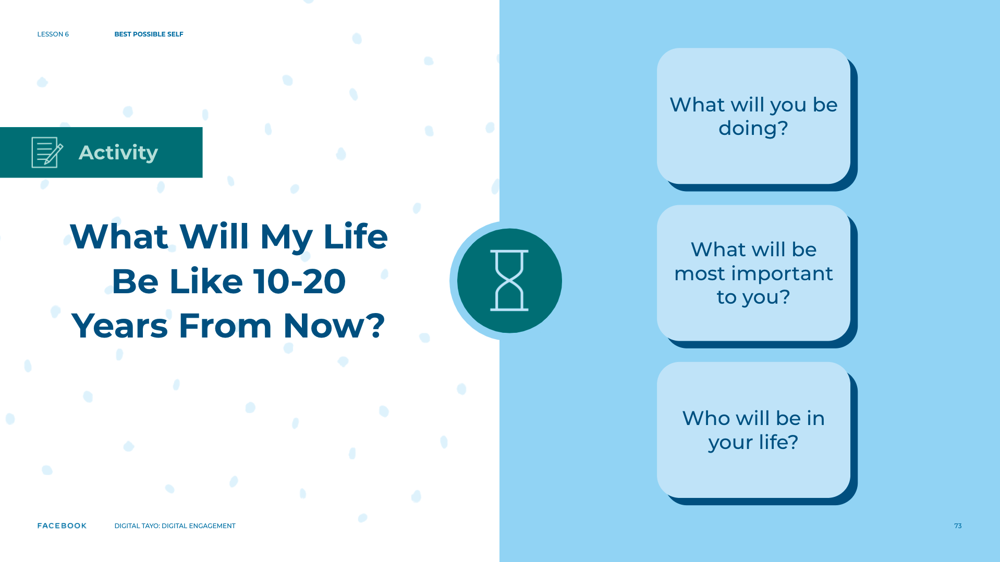 LESSON 6
BEST POSSIBLE SELF
Activity
What Will My Life
Be Like 10-20
Years From Now?
What will you be
doing?
What will be
most important
to you?
Who will be in
your life?
FACEBOOK
DIGITAL TAYO: DIGITAL ENGAGEMENT
73